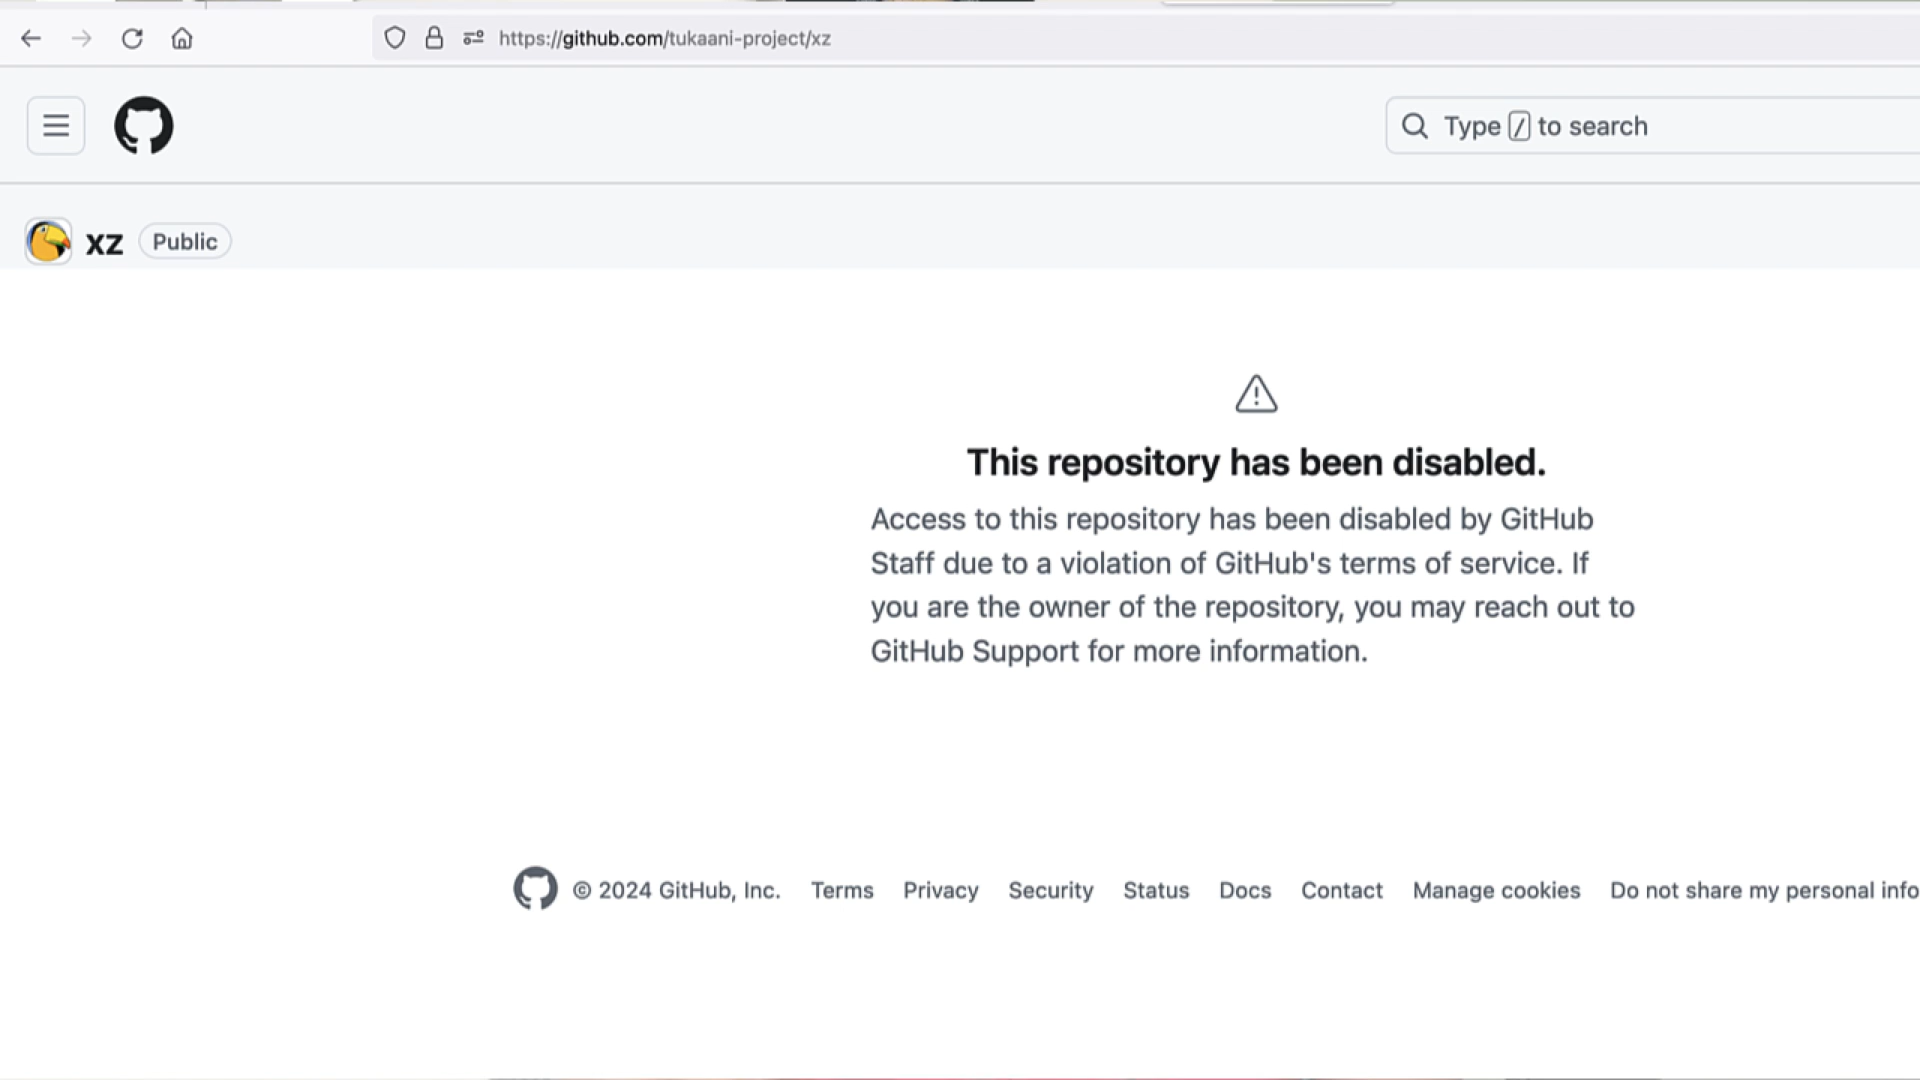 https://github.com/tukaani-project/xz
Type / to search
xz Public
This repository has been disabled.
Access to this repository has been disabled by GitHub
Staff due to a violation of GitHub's terms of service. If
you are the owner of the repository, you may reach out to
GitHub Support for more information.
© 2024 GitHub, Inc. Terms Privacy Security Status Docs Contact Manage cookies Do not share my personal info